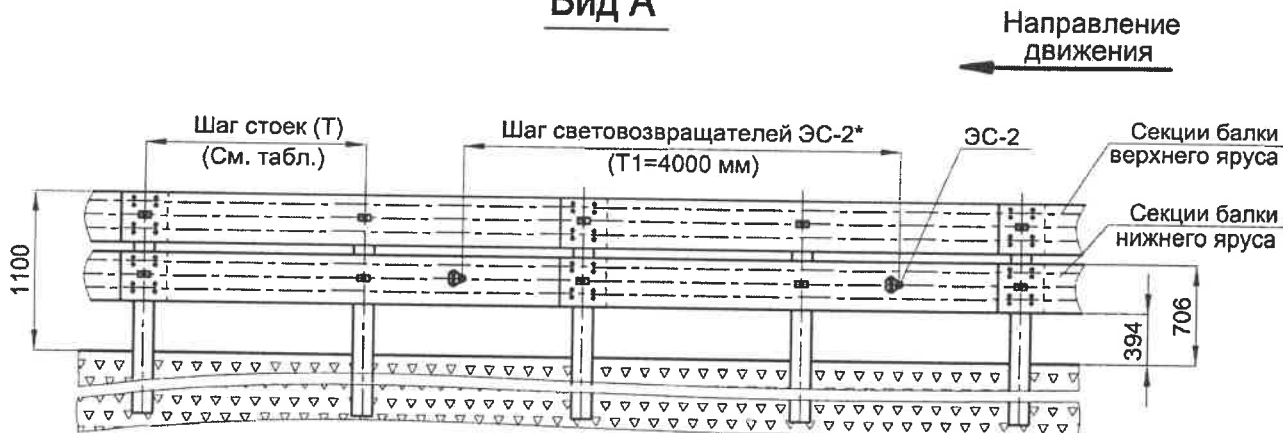 Вид А
Направление
движения
Шаг стоек (Т)
(См. табл.)
Шаг световозвращателей ЭС-2*
(Т1=4000 мм)
ЭС-2
Секции балки
верхнего яруса
Секции балки
нижнего яруса
1100
394
706